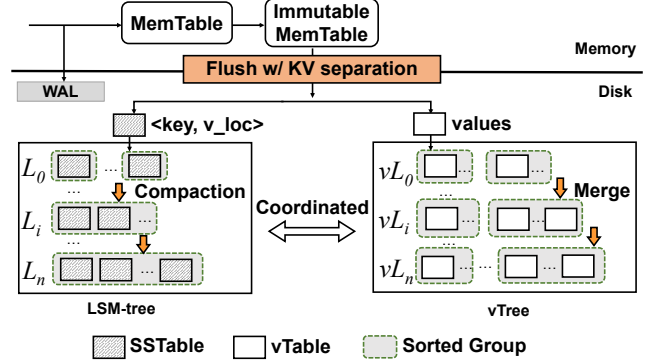 MemTable
Immutable
MemTable
Memory
Flush w/ KV separation
WAL
Disk
<key, v_loc>
values
L0 ...
vL0 ... ...
... Compaction
... Merge
Li ...
Coordinated
vLi ... ...
...
...
Ln ...
vLn ... ... ...
LSM-tree
vTree
SSTable
vTable
Sorted Group